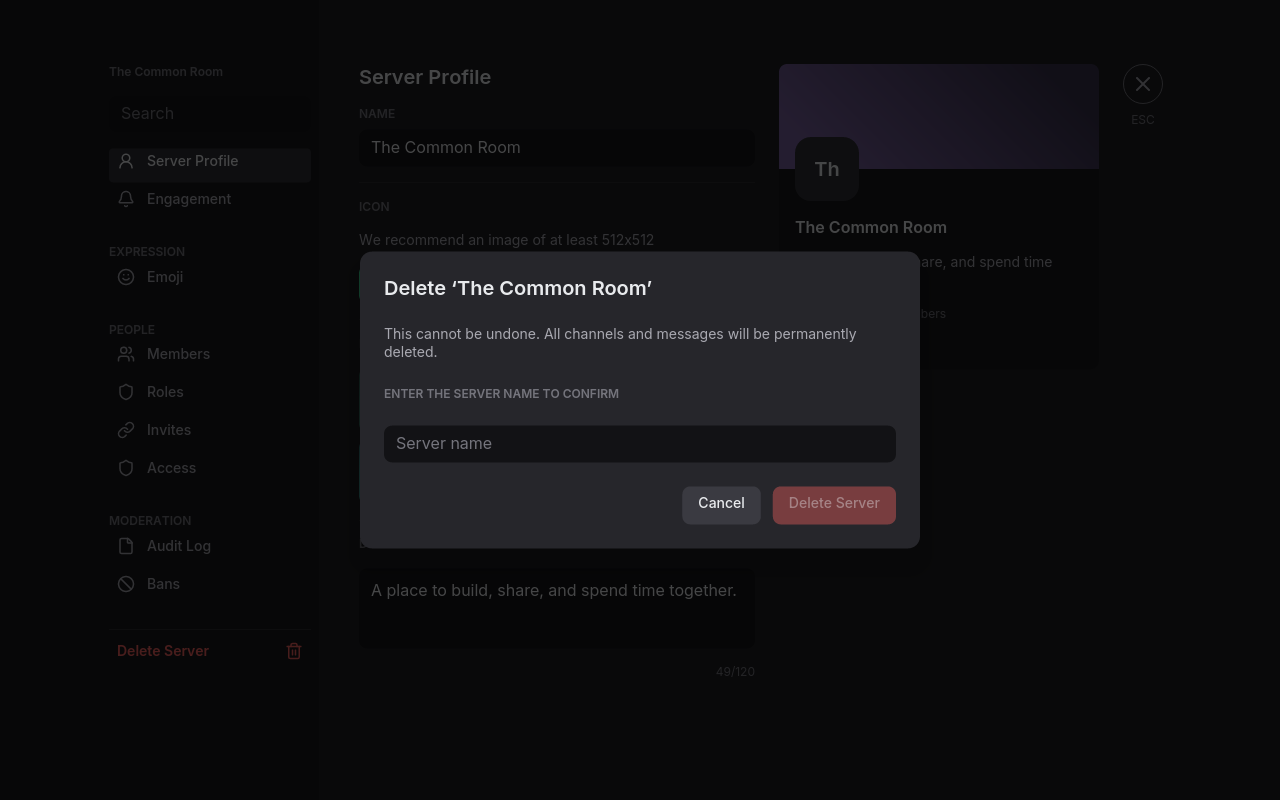 The Common Room
Search
Server Profile
Engagement
EXPRESSION
Emoji
PEOPLE
Members
Roles
Invites
Access
MODERATION
Audit Log
Bans
Delete Server
Server Profile
NAME
The Common Room
ICON
We recommend an image of at least 512x512
Delete ‘The Common Room’
This cannot be undone. All channels and messages will be permanently
deleted.
ENTER THE SERVER NAME TO CONFIRM
Server name
Cancel
Delete Server
A place to build, share, and spend time together.
49/120
Th
The Common Room
and spend time
ESC